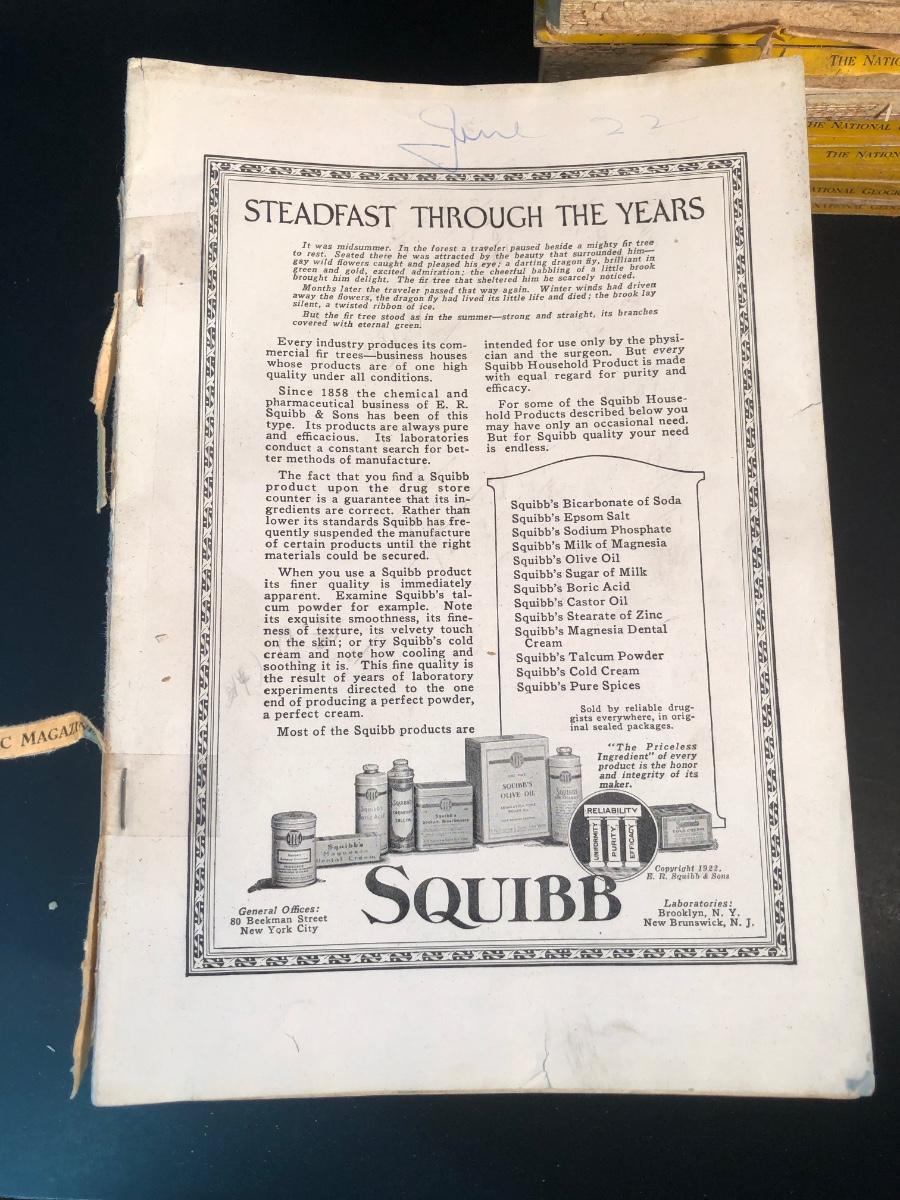 June 22
THE NATIO
THE NATIONAL G
THE NATION
ATIONAL GEOGR
NATIONAL GEOG
STEADFAST THROUGH THE YEARS
It was midsummer. In the forest a traveler paused beside a mighty fir tree
to rest. Seated there he was attracted by the beauty that surrounded him—
gay wild flowers caught and pleased his eye; a darting dragon fly, brilliant in
green and gold, excited admiration; the cheerful babbling of a little brook
brought him delight. The fir tree that sheltered him he scarcely noticed.
Months later the traveler passed that way again. Winter winds had driven
away the flowers, the dragon fly had lived its little life and died; the brook lay
silent, a twisted ribbon of ice.
But the fir tree stood as in the summer—strong and straight, its branches
covered with eternal green.
Every industry produces its com-
mercial fir trees—business houses
whose products are of one high
quality under all conditions.
Since 1858 the chemical and
pharmaceutical business of E. R.
Squibb & Sons has been of this
type. Its products are always pure
and efficacious. Its laboratories
conduct a constant search for bet-
ter methods of manufacture.
The fact that you find a Squibb
product upon the drug store
counter is a guarantee that its in-
gredients are correct. Rather than
lower its standards Squibb has fre-
quently suspended the manufacture
of certain products until the right
materials could be secured.
When you use a Squibb product
its finer quality is immediately
apparent. Examine Squibb's tal-
cum powder for example. Note
its exquisite smoothness, its fine-
ness of texture, its velvety touch
on the skin; or try Squibb's cold
cream and note how cooling and
soothing it is. This fine quality is
the result of years of laboratory
experiments directed to the one
end of producing a perfect powder,
a perfect cream.
Most of the Squibb products are
intended for use only by the physi-
cian and the surgeon. But every
Squibb Household Product is made
with equal regard for purity and
efficacy.
For some of the Squibb House-
hold Products described below you
may have only an occasional need.
But for Squibb quality your need
is endless.
Squibb's Bicarbonate of Soda
Squibb's Epsom Salt
Squibb's Sodium Phosphate
Squibb's Milk of Magnesia
Squibb's Olive Oil
Squibb's Sugar of Milk
Squibb's Boric Acid
Squibb's Castor Oil
Squibb's Stearate of Zinc
Squibb's Magnesia Dental
Cream
Squibb's Talcum Powder
Squibb's Cold Cream
Squibb's Pure Spices
Sold by reliable drug-
gists everywhere, in orig-
inal sealed packages.
"The Priceless
Ingredient" of every
product is the honor
and integrity of its
maker.
C MAGAZIN
SQUIBB'S
OLIVE OIL
Squibb's
Magnesia
Dental Cream
Boric Acid
COLD CREAM
RELIABILITY
UNIFORMITY
PURITY
EFFICACY
Copyright 1922,
E. R. Squibb & Sons
SQUIBB
General Offices:
80 Beekman Street
New York City
Laboratories:
Brooklyn, N. Y.
New Brunswick, N. J.